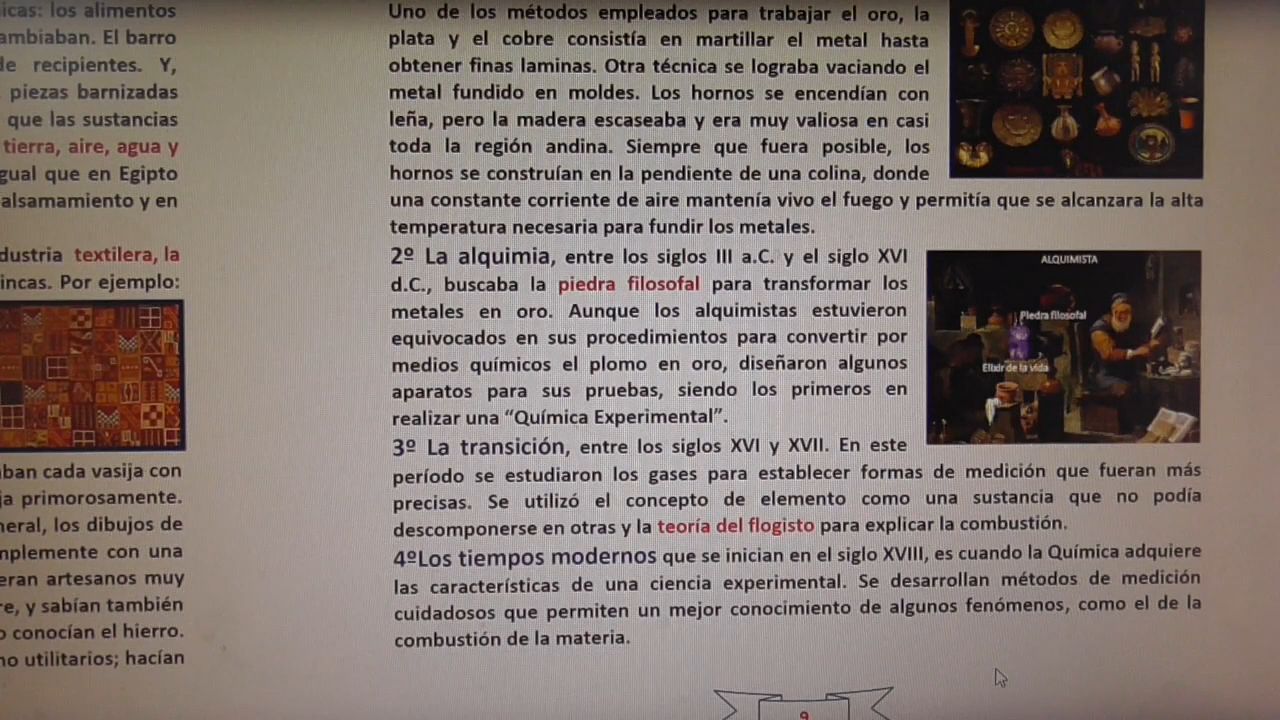 icas: los alimentos
ambiaban. El barro
de recipientes. Y,
piezas barnizadas
que las sustancias
tierra, aire, agua y
gual que en Egipto
alsamamiento y en
dustria textilera, la
incas. Por ejemplo:
ban cada vasija con
ja primorosamente.
neral, los dibujos de
mplemente con una
eran artesanos muy
re, y sabían también
o conocían el hierro.
no utilitarios; hacían
Uno de los métodos empleados para trabajar el oro, la
plata y el cobre consistía en martillar el metal hasta
obtener finas laminas. Otra técnica se lograba vaciando el
metal fundido en moldes. Los hornos se encendían con
leña, pero la madera escaseaba y era muy valiosa en casi
toda la región andina. Siempre que fuera posible, los
hornos se construían en la pendiente de una colina, donde
una constante corriente de aire mantenía vivo el fuego y permitía que se alcanzara la alta
temperatura necesaria para fundir los metales.
2º La alquimia, entre los siglos III a.C. y el siglo XVI
d.C., buscaba la piedra filosofal para transformar los
metales en oro. Aunque los alquimistas estuvieron
equivocados en sus procedimientos para convertir por
medios químicos el plomo en oro, diseñaron algunos
aparatos para sus pruebas, siendo los primeros en
realizar una “Química Experimental”.
ALQUIMISTA
Piedra filosofal
Elixir de la vida
3º La transición, entre los siglos XVI y XVII. En este
período se estudiaron los gases para establecer formas de medición que fueran más
precisas. Se utilizó el concepto de elemento como una sustancia que no podía
descomponerse en otras y la teoría del flogisto para explicar la combustión.
4ºLos tiempos modernos que se inician en el siglo XVIII, es cuando la Química adquiere
las características de una ciencia experimental. Se desarrollan métodos de medición
cuidadosos que permiten un mejor conocimiento de algunos fenómenos, como el de la
combustión de la materia.
9